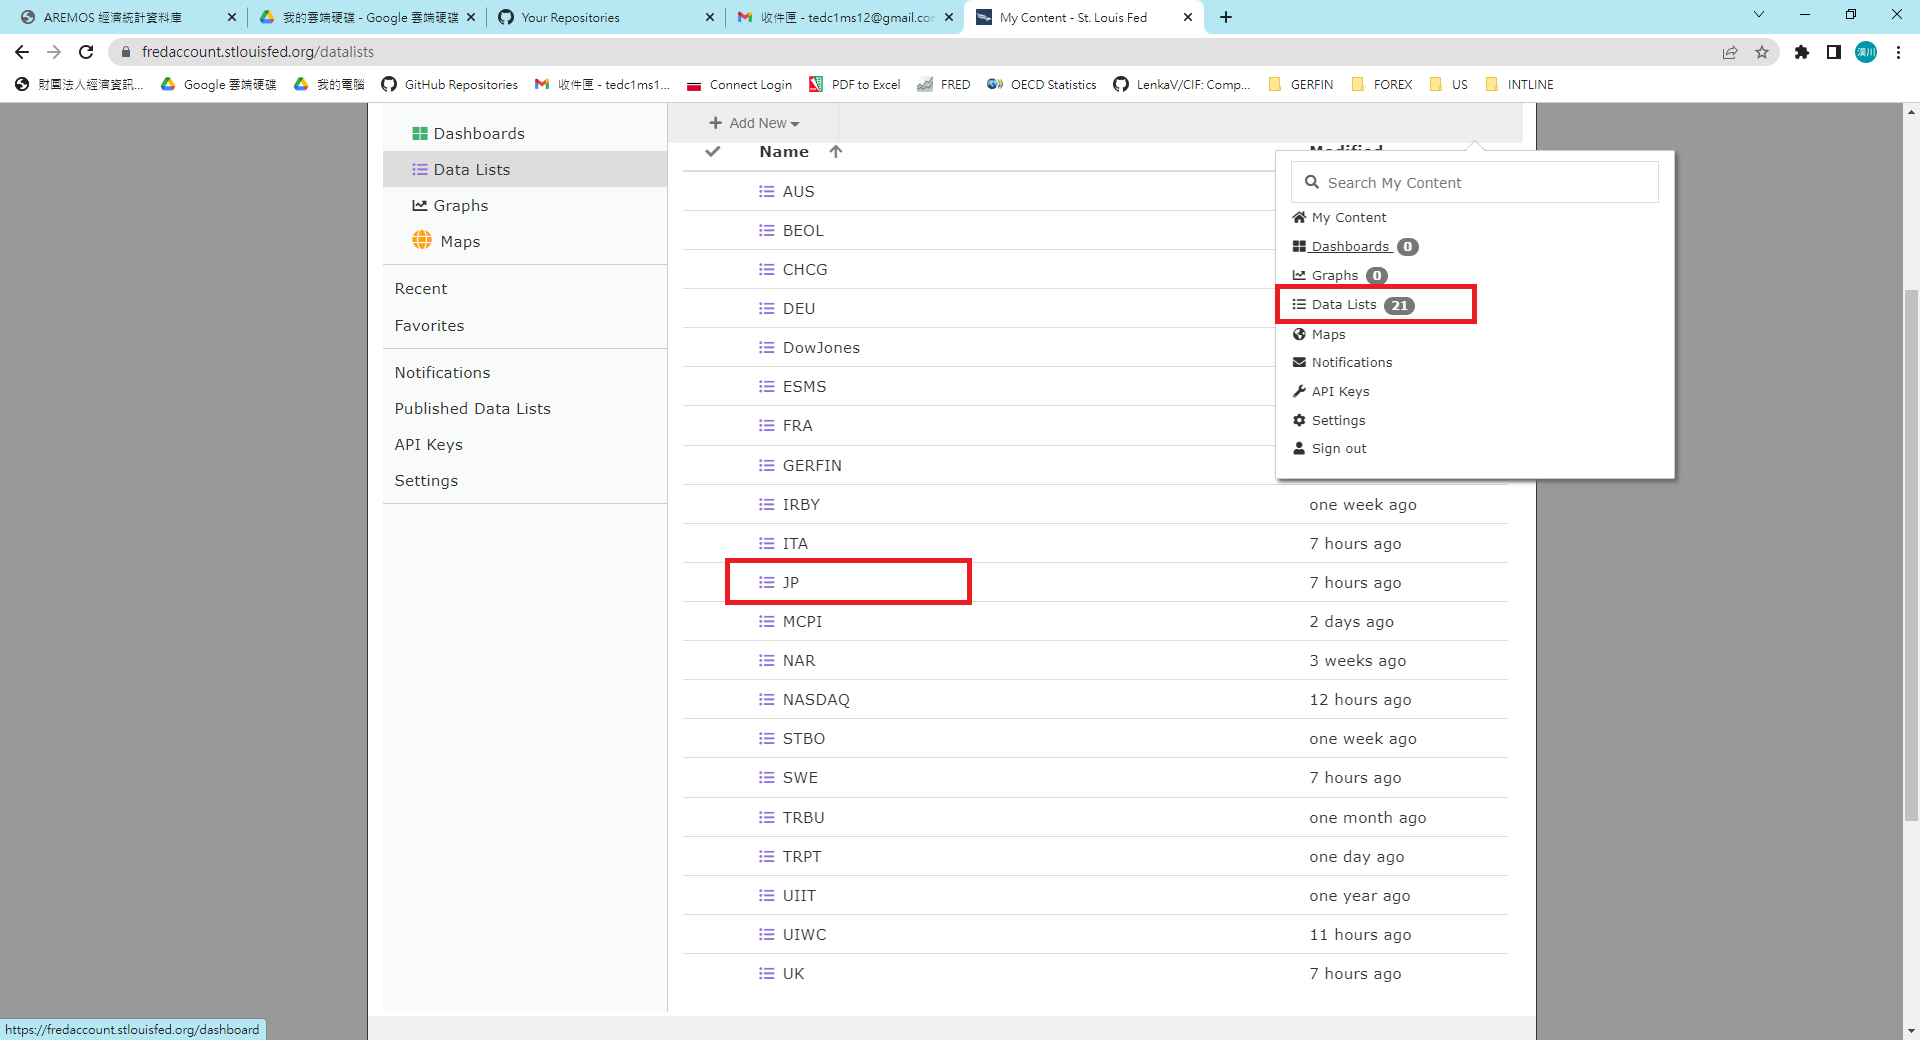 AREMOS 經濟統計資料庫
我的雲端硬碟 - Google 雲端硬碟
Your Repositories
收件匣 - tedc1ms12@gmail.cor
My Content - St. Louis Fed
fredaccount.stlouisfed.org/datalists
漢川
財團法人經濟資訊...
Google 雲端硬碟
我的電腦
GitHub Repositories
收件匣 - tedc1ms1...
Connect Login
PDF to Excel
FRED
OECD Statistics
LenkaV/CIF: Comp...
GERFIN
FOREX
US
INTLINE
Dashboards
Data Lists
Graphs
Maps
Recent
Favorites
Notifications
Published Data Lists
API Keys
Settings
Add New
Name
Modified
AUS
BEOL
CHCG
DEU
DowJones
ESMS
FRA
GERFIN
IRBY one week ago
ITA 7 hours ago
JP 7 hours ago
MCPI 2 days ago
NAR 3 weeks ago
NASDAQ 12 hours ago
STBO one week ago
SWE 7 hours ago
TRBU one month ago
TRPT one day ago
UIIT one year ago
UIWC 11 hours ago
UK 7 hours ago
Search My Content
My Content
Dashboards 0
Graphs 0
Data Lists 21
Maps
Notifications
API Keys
Settings
Sign out
https://fredaccount.stlouisfed.org/dashboard